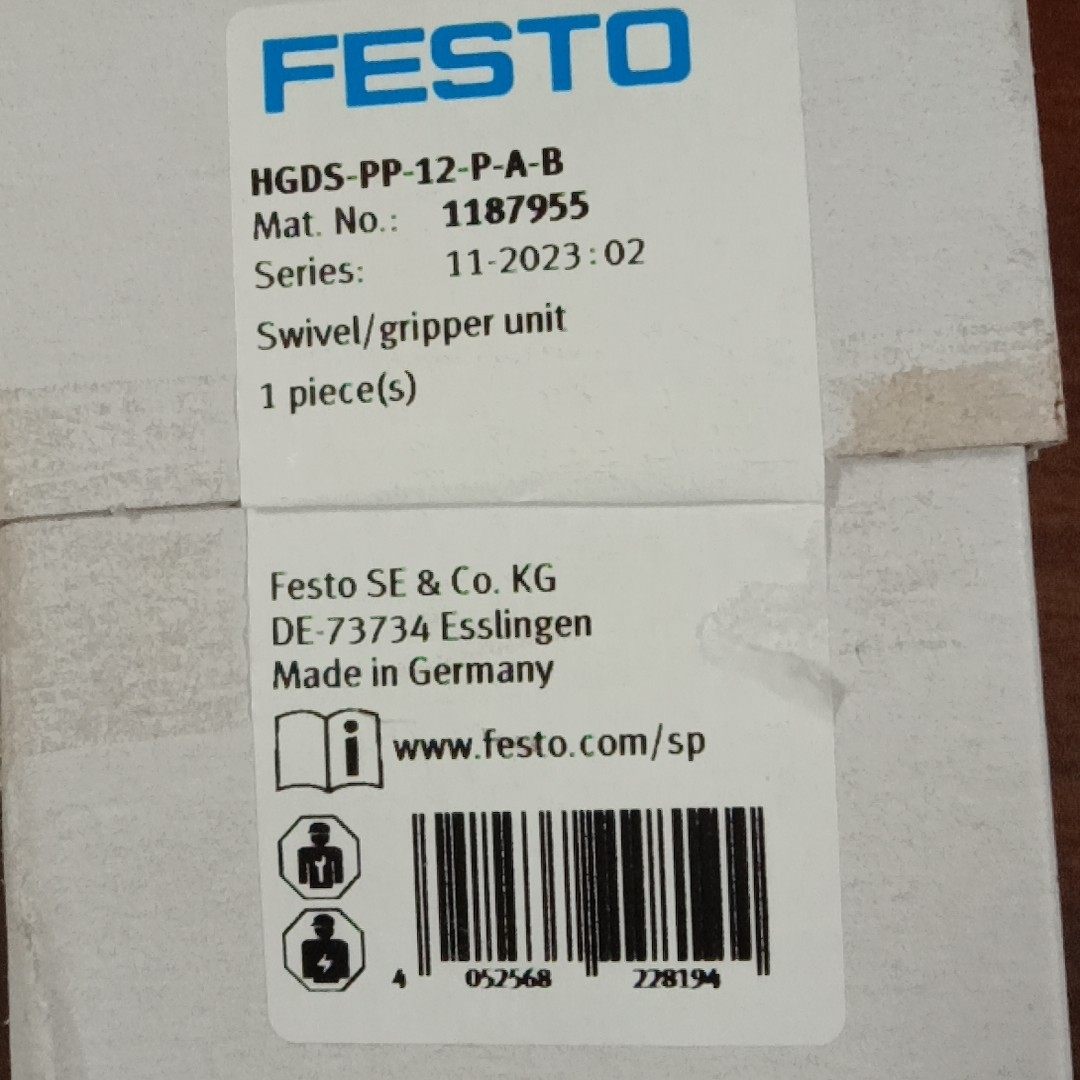 FESTO
HGDS-PP-12-P-A-B
Mat. No.: 1187955
Series: 11-2023:02
Swivel/gripper unit
1 piece(s)
Festo SE & Co. KG
DE-73734 Esslingen
Made in Germany
i www.festo.com/sp
4 052568 228194